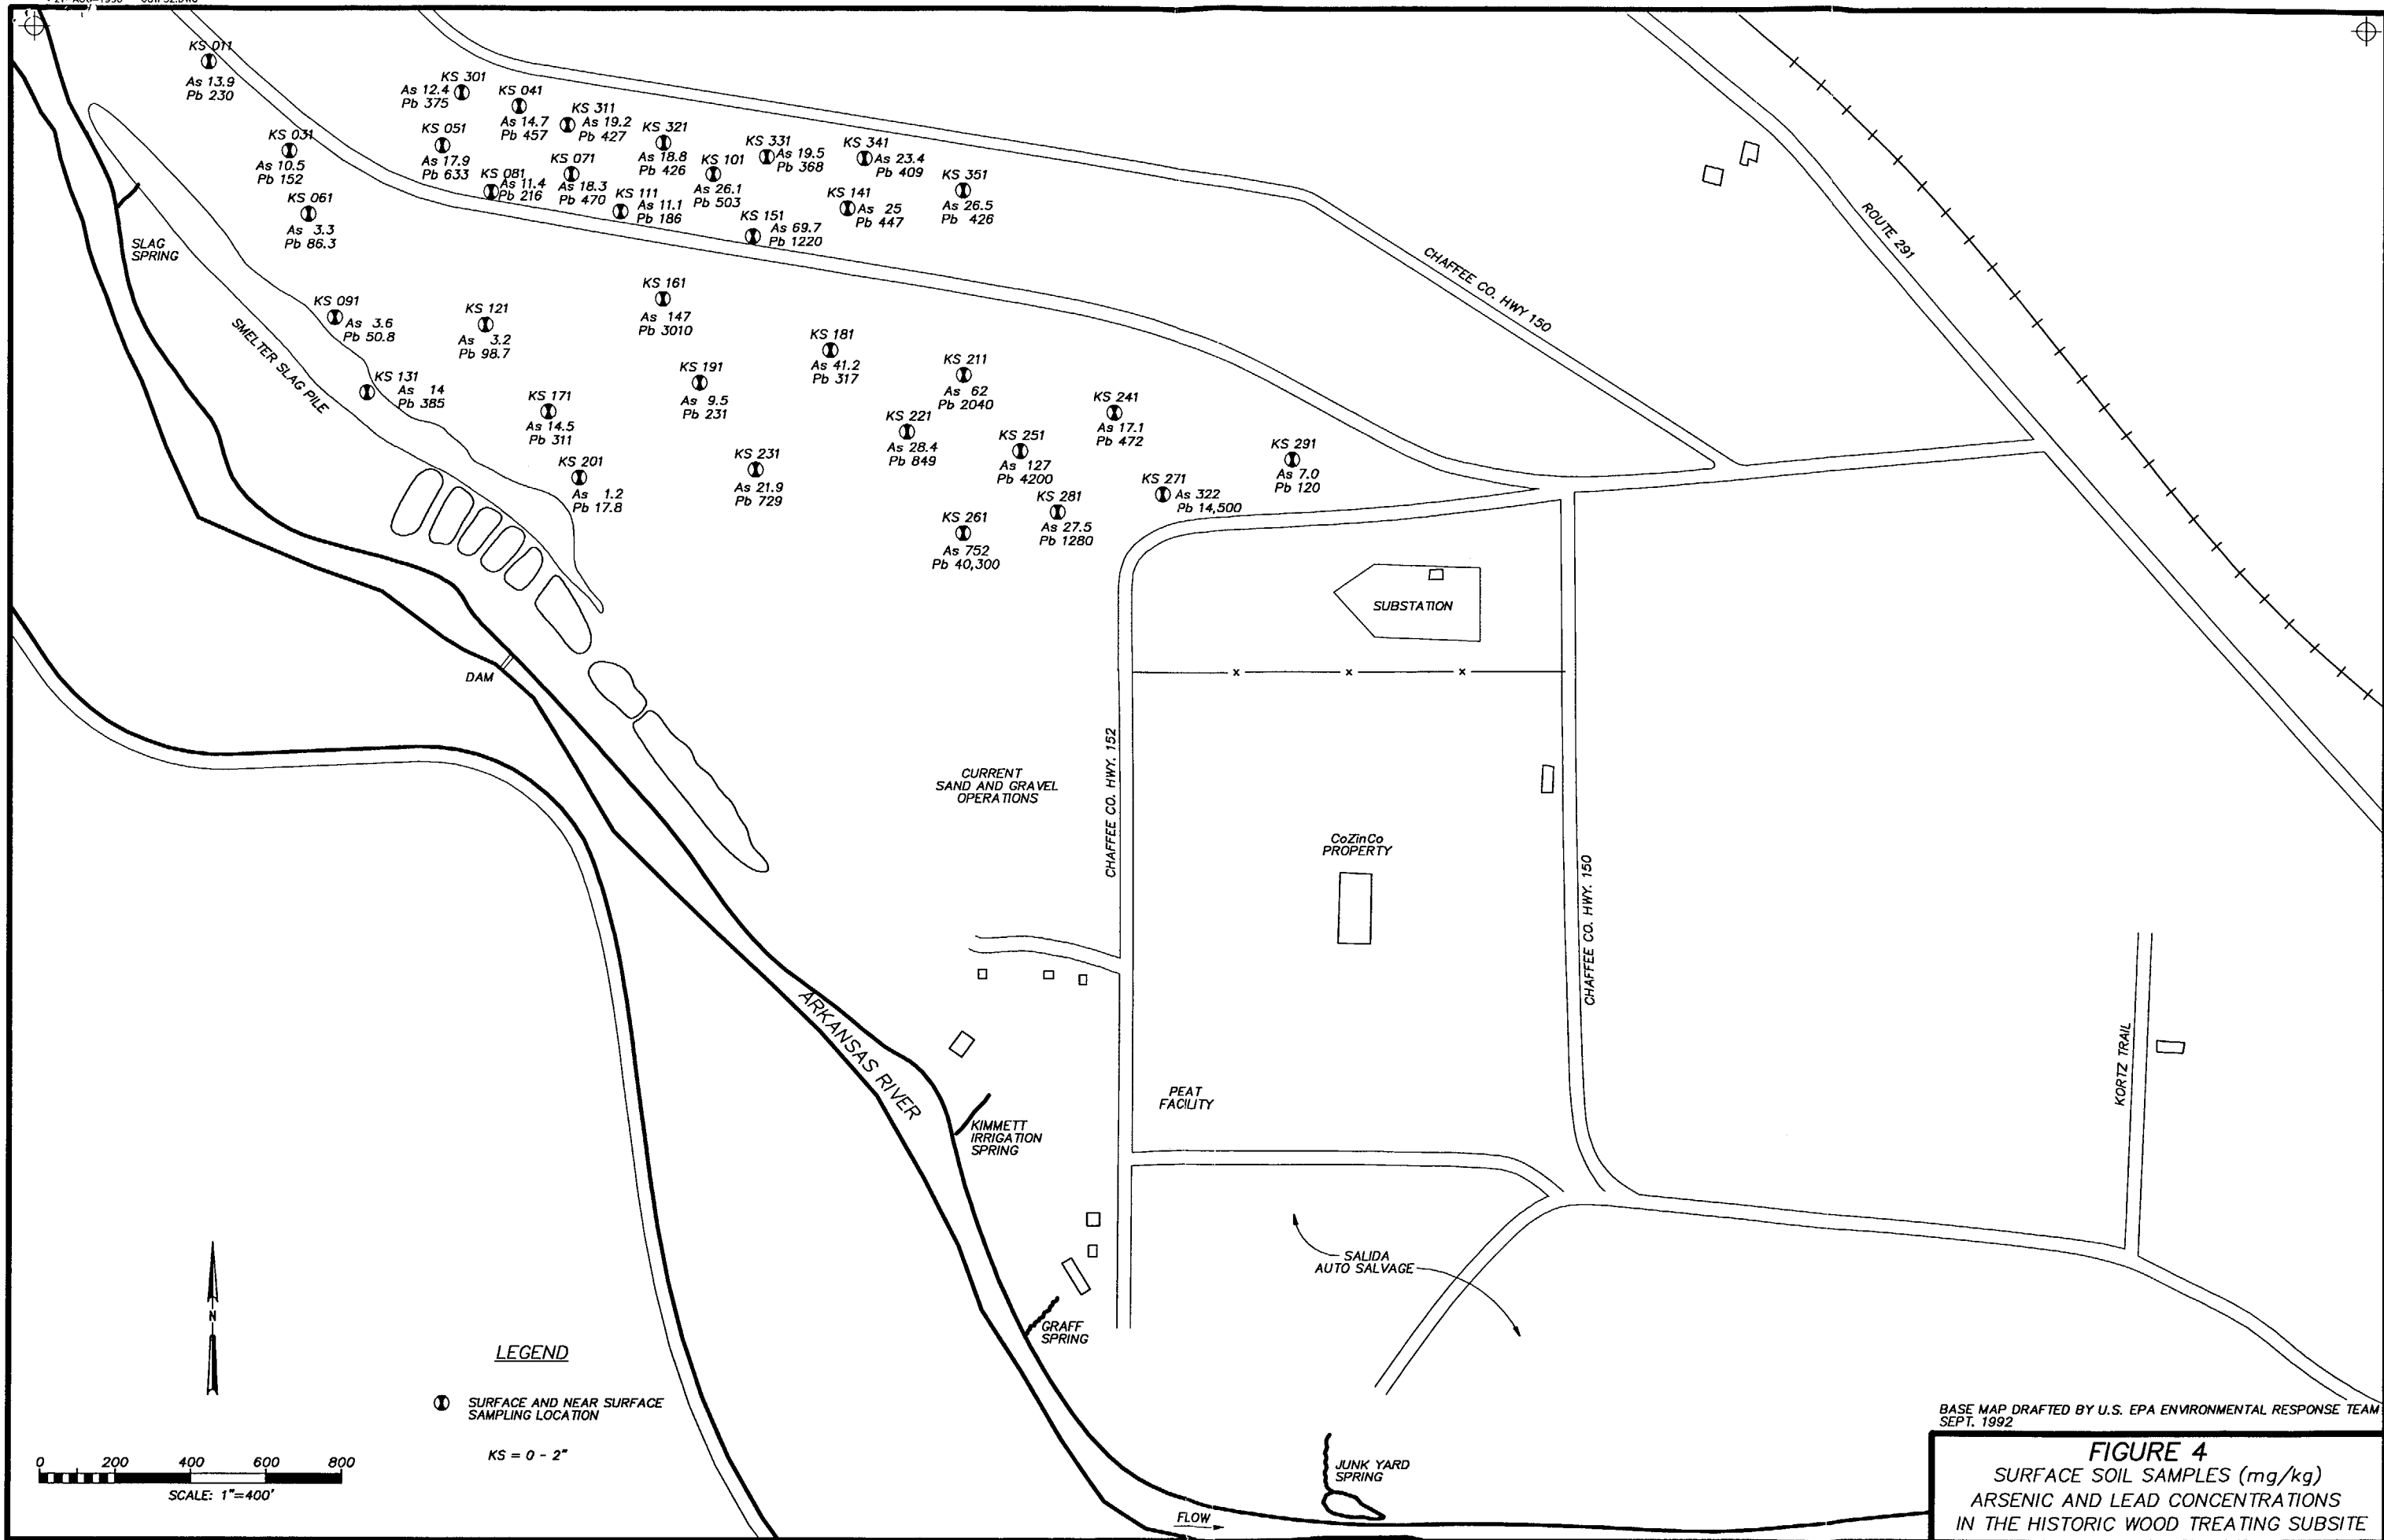 KS 011
As 13.9
Pb 230
KS 301
As 12.4
Pb 375
KS 041
As 14.7
Pb 457
KS 311
As 19.2
Pb 427
KS 031
As 10.5
Pb 152
KS 051
As 17.9
Pb 633
KS 321
As 18.8
Pb 426
KS 331
As 19.5
Pb 368
KS 341
As 23.4
Pb 409
KS 081
As 11.4
Pb 216
KS 071
As 18.3
Pb 470
KS 101
As 26.1
Pb 503
KS 351
As 26.5
Pb 426
KS 061
As 3.3
Pb 86.3
KS 111
As 11.1
Pb 186
KS 141
As 25
Pb 447
KS 151
As 69.7
Pb 1220
SLAG
SPRING
ROUTE 291
CHAFFEE CO. HWY 150
KS 091
As 3.6
Pb 50.8
KS 121
As 3.2
Pb 98.7
KS 161
As 147
Pb 3010
KS 181
As 41.2
Pb 317
KS 211
As 62
Pb 2040
SMELTER SLAG PILE
KS 131
As 14
Pb 385
KS 171
As 14.5
Pb 311
KS 191
As 9.5
Pb 231
KS 221
As 28.4
Pb 849
KS 241
As 17.1
Pb 472
KS 251
As 127
Pb 4200
KS 291
As 7.0
Pb 120
KS 201
As 1.2
Pb 17.8
KS 231
As 21.9
Pb 729
KS 271
As 322
Pb 14,500
KS 281
As 27.5
Pb 1280
KS 261
As 752
Pb 40,300
SUBSTATION
x x x
DAM
CURRENT
SAND AND GRAVEL
OPERATIONS
CHAFFEE CO. HWY. 152
CoZinCo
PROPERTY
CHAFFEE CO. HWY. 150
ARKANSAS RIVER
KORTZ TRAIL
PEAT
FACILITY
KIMMETT
IRRIGATION
SPRING
SALIDA
AUTO SALVAGE
GRAFF
SPRING
N
LEGEND
SURFACE AND NEAR SURFACE
SAMPLING LOCATION
KS = 0 - 2"
0 200 400 600 800
SCALE: 1"=400'
JUNK YARD
SPRING
FLOW
BASE MAP DRAFTED BY U.S. EPA ENVIRONMENTAL RESPONSE TEAM
SEPT. 1992
FIGURE 4
SURFACE SOIL SAMPLES (mg/kg)
ARSENIC AND LEAD CONCENTRATIONS
IN THE HISTORIC WOOD TREATING SUBSITE